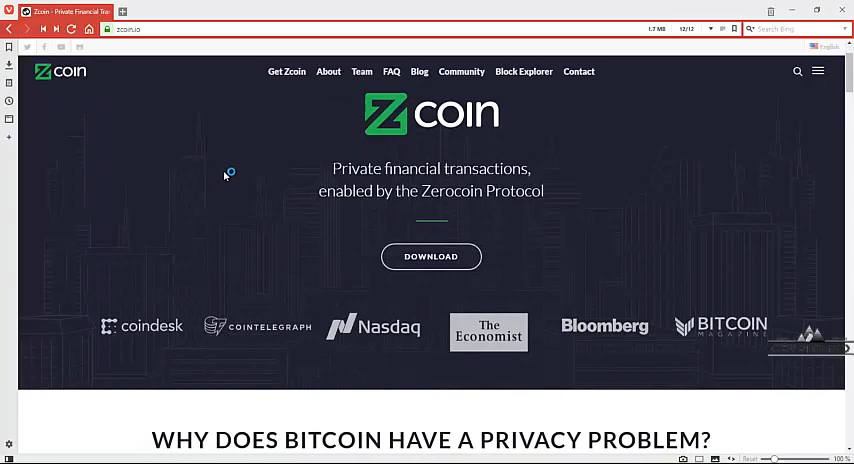 Zcoin - Private Financial Tra
zcoin.io
1.7 MB
12/12
Search Bing
English
Zcoin
Get Zcoin
About
Team
FAQ
Blog
Community
Block Explorer
Contact
Zcoin
Private financial transactions,
enabled by the Zerocoin Protocol
DOWNLOAD
coindesk
COINTELEGRAPH
Nasdaq
The
Economist
Bloomberg
BITCOIN
MAGAZINE
WHY DOES BITCOIN HAVE A PRIVACY PROBLEM?
Reset
100 %